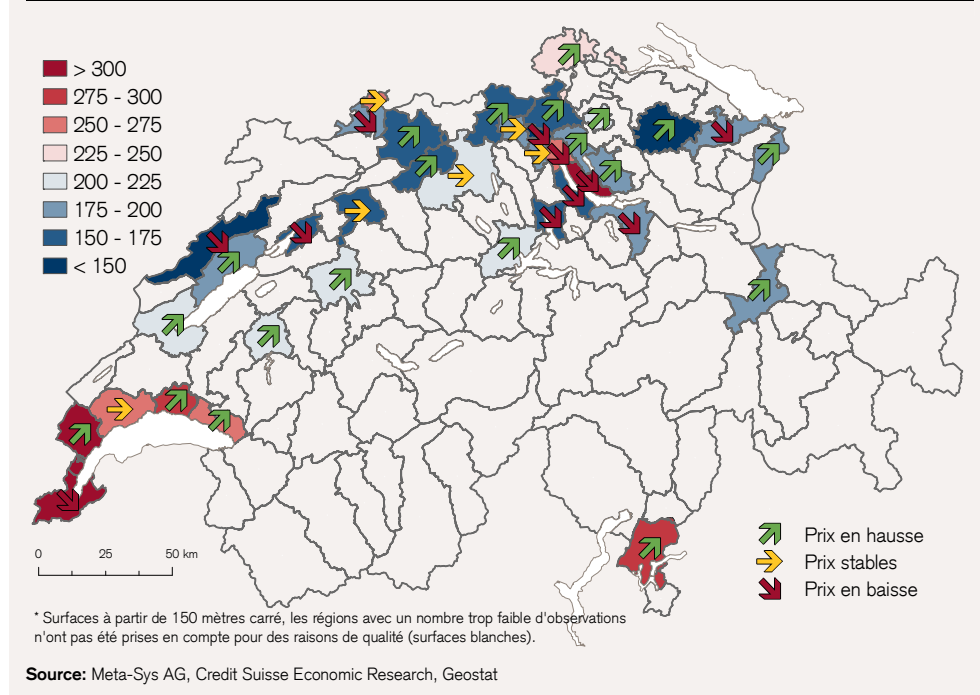 > 300
275 - 300
250 - 275
225 - 250
200 - 225
175 - 200
150 - 175
< 150
0 25 50 km
Prix en hausse
Prix stables
Prix en baisse
* Surfaces à partir de 150 mètres carré, les régions avec un nombre trop faible d'observations
n'ont pas été prises en compte pour des raisons de qualité (surfaces blanches).
Source: Meta-Sys AG, Credit Suisse Economic Research, Geostat